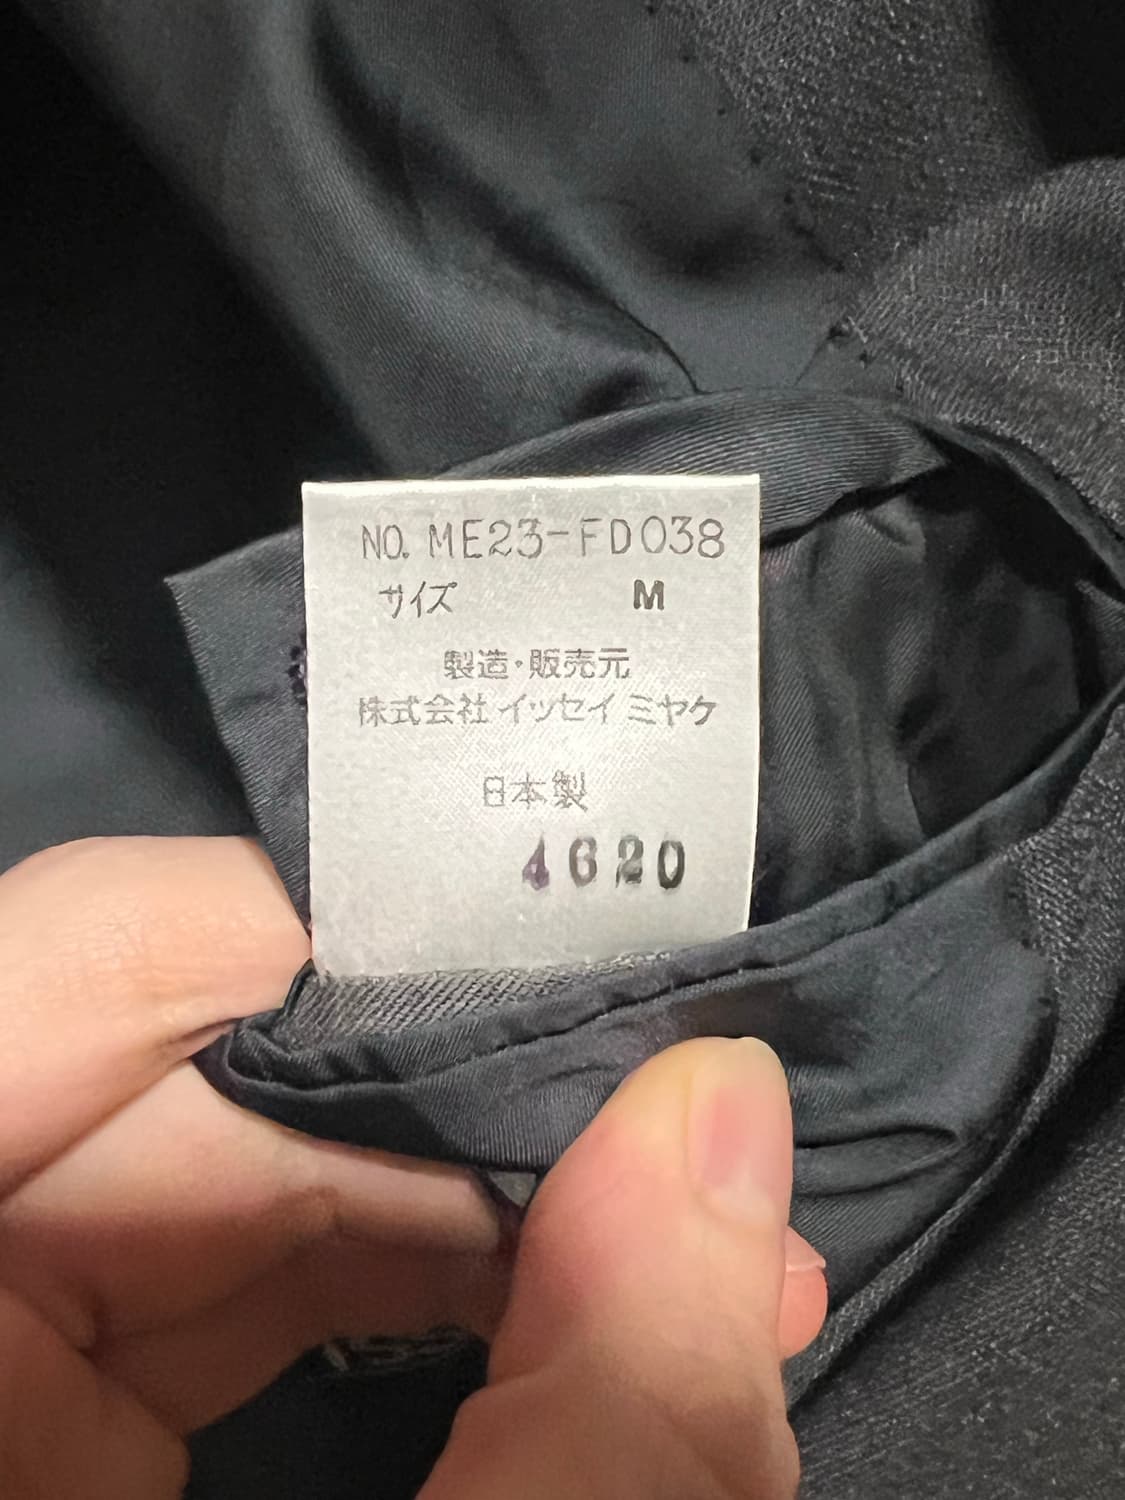 NO. ME23-FD038
サイズ M
製造・販売元
株式会社 イッセイ ミヤケ
日本製
4620